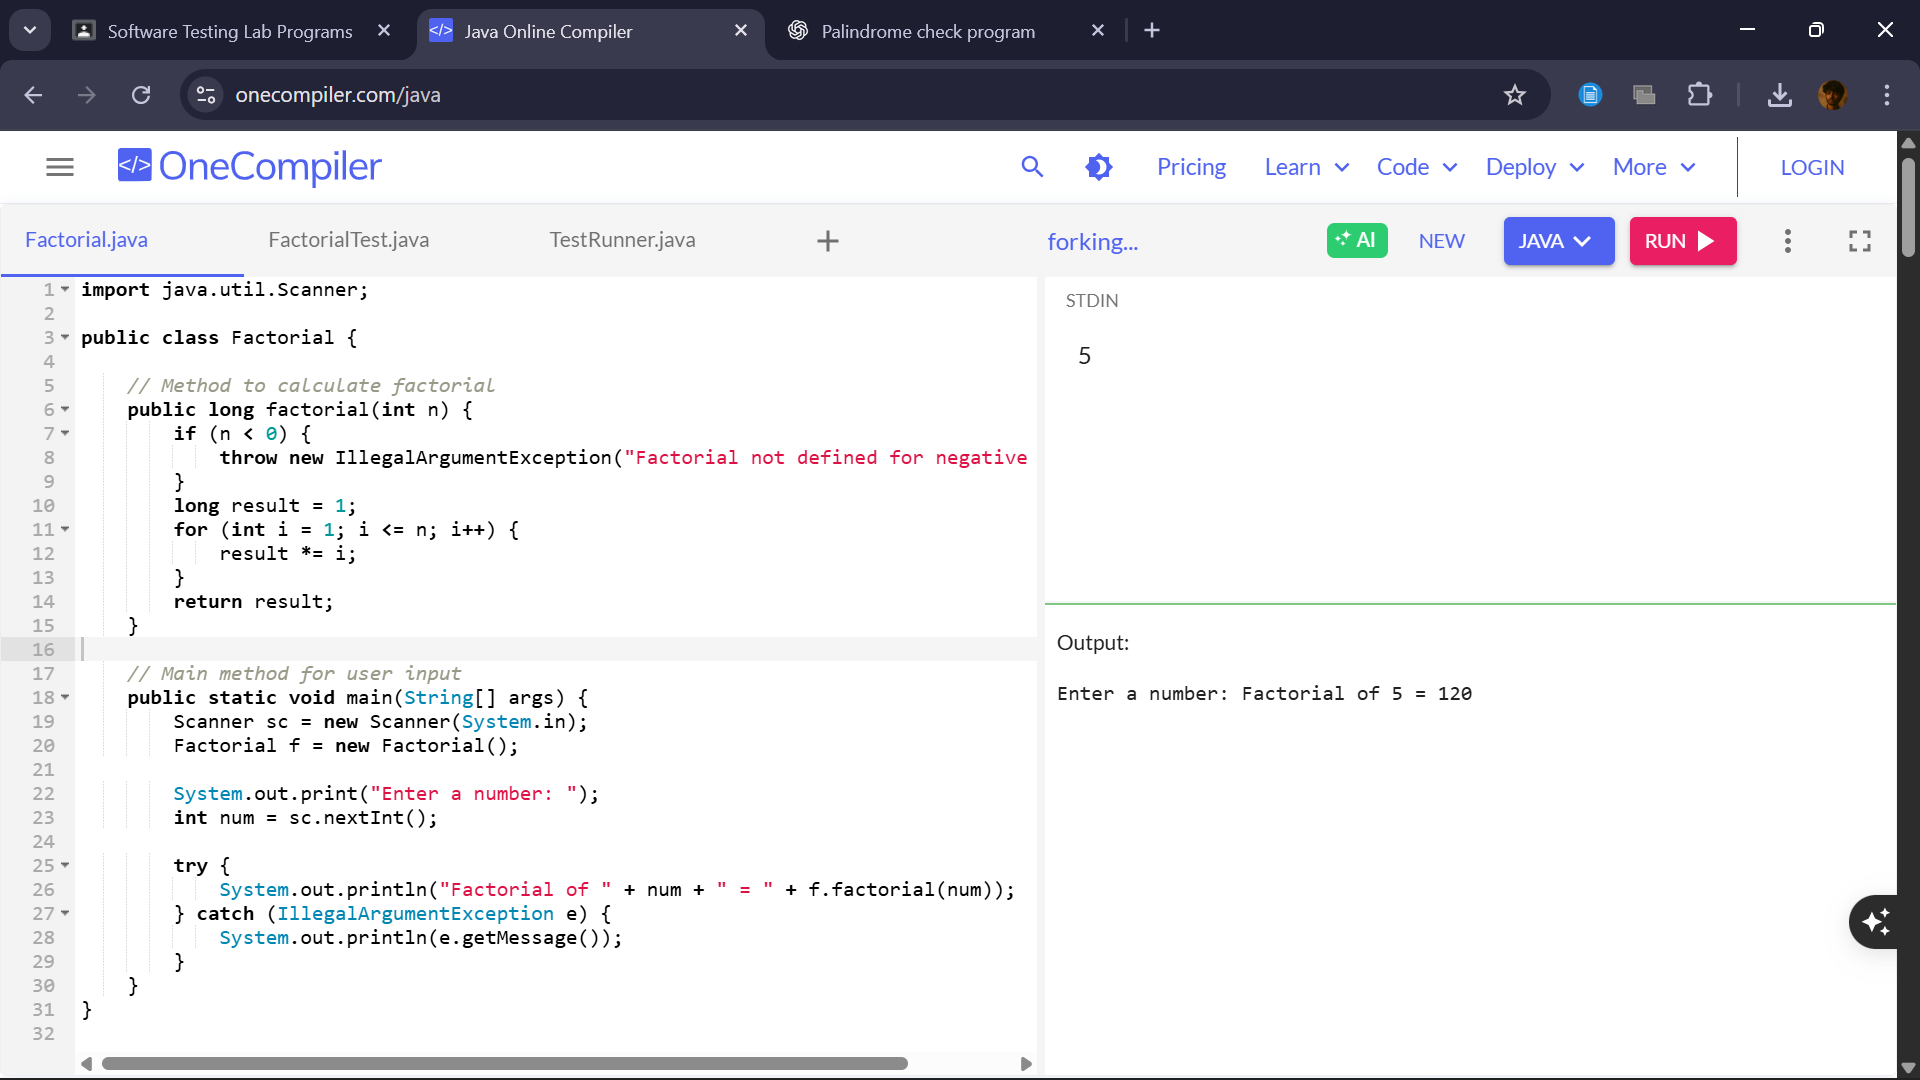 Software Testing Lab Programs
Java Online Compiler
Palindrome check program
onecompiler.com/java
</> OneCompiler
Pricing
Learn
Code
Deploy
More
LOGIN
Factorial.java
FactorialTest.java
TestRunner.java
forking...
AI
NEW
JAVA
RUN
1 import java.util.Scanner;
2
3 public class Factorial {
4
5 // Method to calculate factorial
6 public long factorial(int n) {
7 if (n < 0) {
8 throw new IllegalArgumentException("Factorial not defined for negative
9 }
10 long result = 1;
11 for (int i = 1; i <= n; i++) {
12 result *= i;
13 }
14 return result;
15 }
16
17 // Main method for user input
18 public static void main(String[] args) {
19 Scanner sc = new Scanner(System.in);
20 Factorial f = new Factorial();
21
22 System.out.print("Enter a number: ");
23 int num = sc.nextInt();
24
25 try {
26 System.out.println("Factorial of " + num + " = " + f.factorial(num));
27 } catch (IllegalArgumentException e) {
28 System.out.println(e.getMessage());
29 }
30 }
31 }
32
STDIN
5
Output:
Enter a number: Factorial of 5 = 120